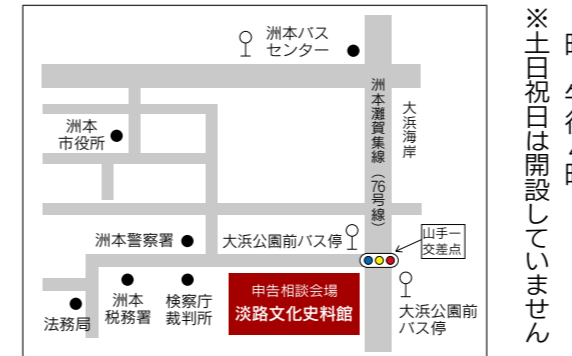 ※土日祝日は開設していません
洲本バス
センター
洲本灘賀集線（76号線）
大浜海岸
洲本
市役所
洲本警察署
大浜公園前バス停
山手一
交差点
法務局
洲本
税務署
検察庁
裁判所
申告相談会場
淡路文化史料館
大浜公園前
バス停